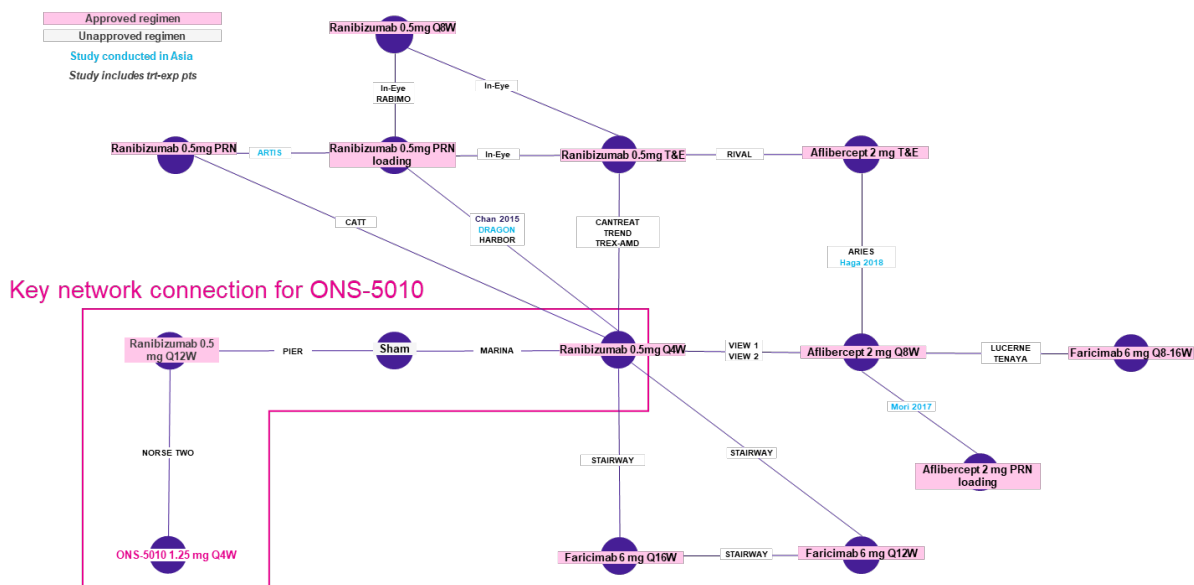 Approved regimen
Unapproved regimen
Study conducted in Asia
Study includes trt-exp pts
Ranibizumab 0.5mg Q8W
In-Eye
RABIMO
In-Eye
Ranibizumab 0.5mg PRN
ARTIS
Ranibizumab 0.5mg PRN
loading
In-Eye
Ranibizumab 0.5mg T&E
RIVAL
Aflibercept 2 mg T&E
CATT
Chan 2015
DRAGON
HARBOR
CANTREAT
TREND
TREX-AMD
ARIES
Haga 2018
Key network connection for ONS-5010
Ranibizumab 0.5
mg Q12W
PIER
Sham
MARINA
Ranibizumab 0.5mg Q4W
VIEW 1
VIEW 2
Aflibercept 2 mg Q8W
LUCERNE
TENAYA
Faricimab 6 mg Q8-16W
Mori 2017
NORSE TWO
STAIRWAY
STAIRWAY
Aflibercept 2 mg PRN
loading
ONS-5010 1.25 mg Q4W
Faricimab 6 mg Q16W
STAIRWAY
Faricimab 6 mg Q12W